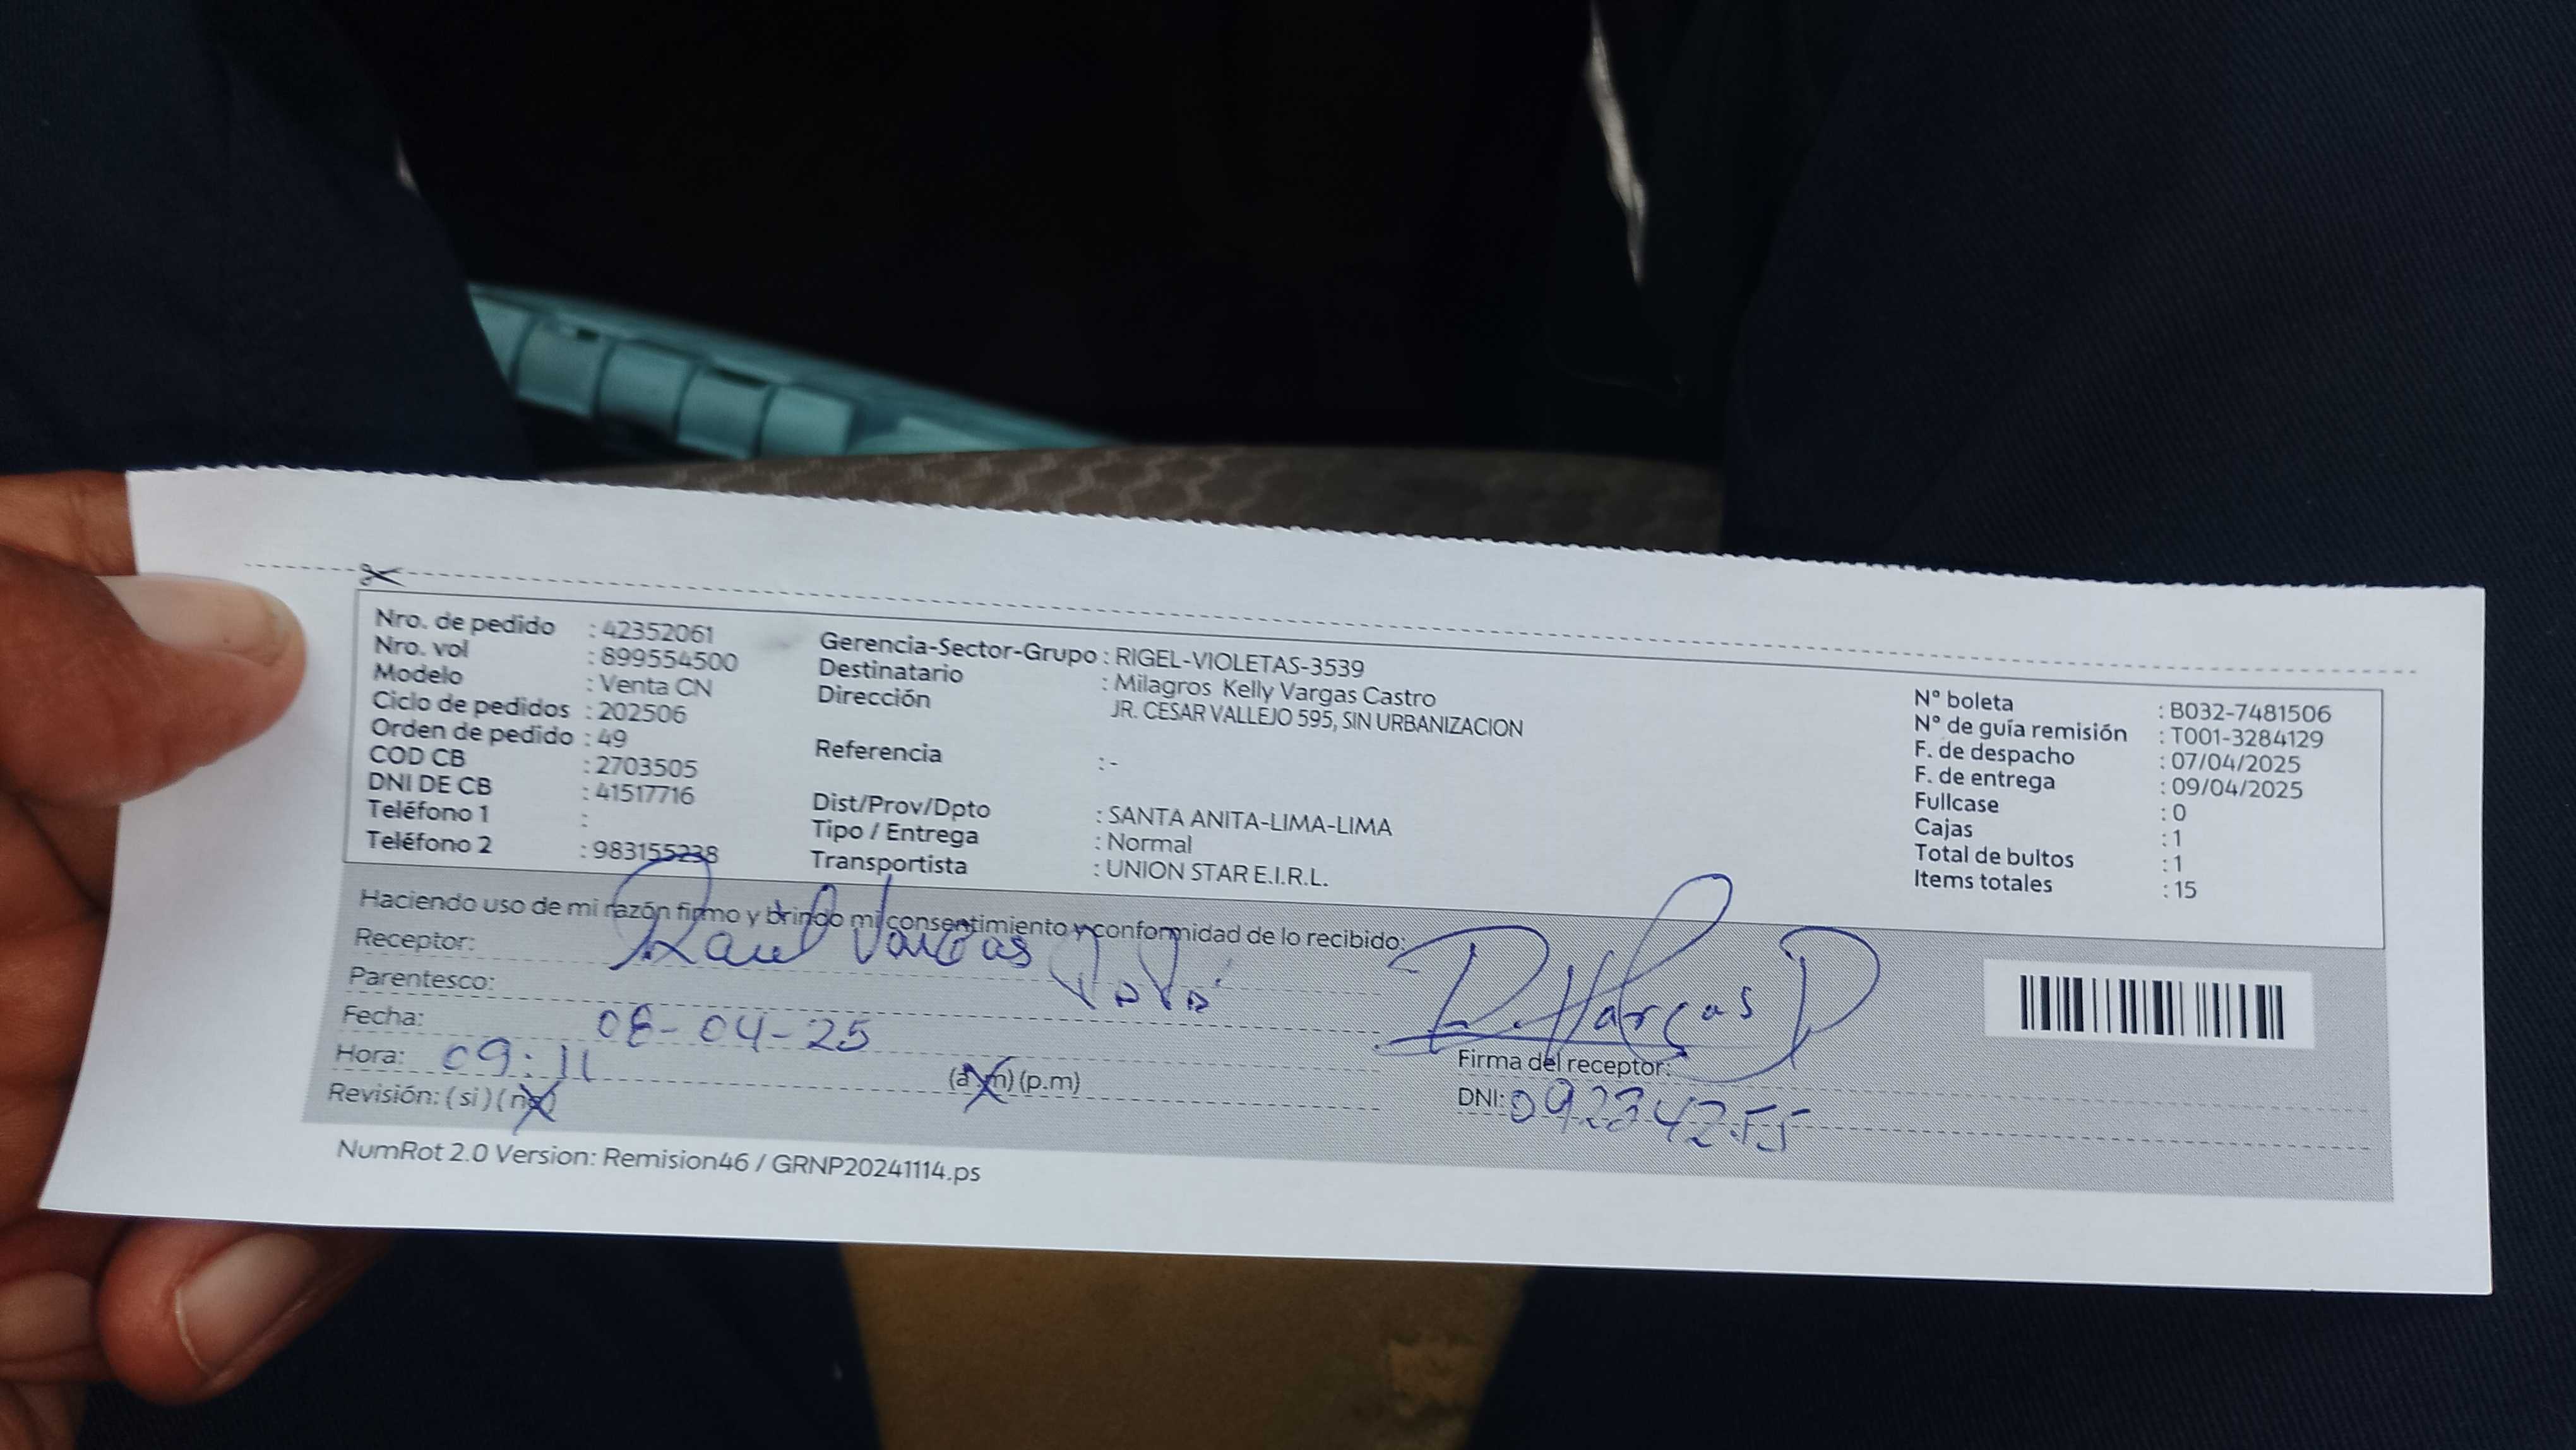 Nro. de pedido : 42352061
Nro. vol : 899554500
Modelo : Venta CN
Ciclo de pedidos : 202506
Orden de pedido : 49
COD CB : 2703505
DNI DE CB : 41517716
Teléfono 1 :
Teléfono 2 : 983155238
Gerencia-Sector-Grupo : RIGEL-VIOLETAS-3539
Destinatario : Milagros Kelly Vargas Castro
Dirección JR. CESAR VALLEJO 595, SIN URBANIZACION
Referencia : -
Dist/Prov/Dpto : SANTA ANITA-LIMA-LIMA
Tipo / Entrega : Normal
Transportista : UNION STAR E.I.R.L.
N° boleta : B032-7481506
N° de guía remisión : T001-3284129
F. de despacho : 07/04/2025
F. de entrega : 09/04/2025
Fullcase : 0
Cajas : 1
Total de bultos : 1
Items totales : 15
Haciendo uso de mi razón firmo y brindo mi consentimiento y conformidad de lo recibido:
Receptor: Raul Vargas
Parentesco:
Fecha: 08-04-25
Hora: 09:11 (a.m) (p.m)
Revisión: (si) (no)
Firma del receptor:
DNI: 09234255
NumRot 2.0 Version: Remision46 / GRNP20241114.ps